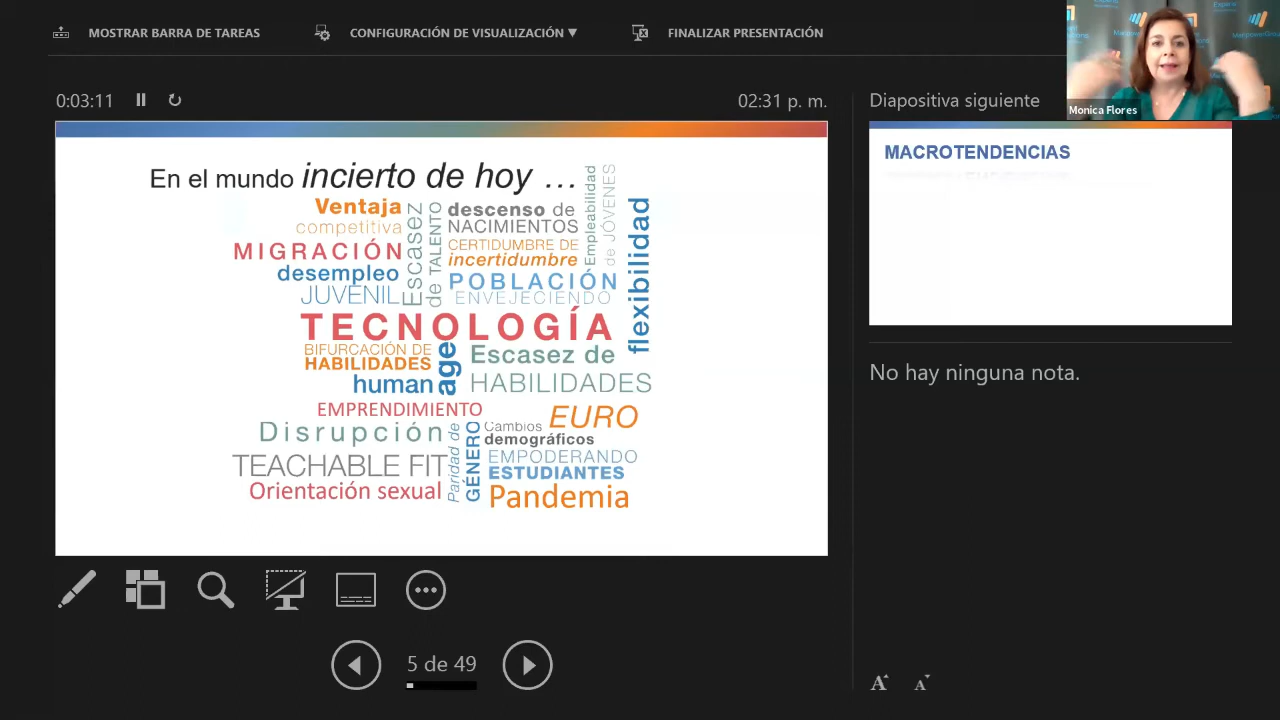 MOSTRAR BARRA DE TAREAS
CONFIGURACIÓN DE VISUALIZACIÓN ▼
FINALIZAR PRESENTACIÓN
Monica Flores
0:03:11
02:31 p. m.
En el mundo incierto de hoy …
Ventaja
competitiva
MIGRACIÓN
desempleo
JUVENIL
Escasez
de TALENTO
descenso de
NACIMIENTOS
CERTIDUMBRE DE
incertidumbre
POBLACIÓN
ENVEJECIENDO
Empleabilidad
de JÓVENES
flexibilidad
TECNOLOGÍA
BIFURCACIÓN DE
HABILIDADES
human
age
Escasez de
HABILIDADES
EMPRENDIMIENTO
EURO
Disrupción
TEACHABLE FIT
Orientación sexual
Paridad de
GÉNERO
Cambios
demográficos
EMPODERANDO
ESTUDIANTES
Pandemia
5 de 49
Diapositiva siguiente
MACROTENDENCIAS
No hay ninguna nota.
A
A